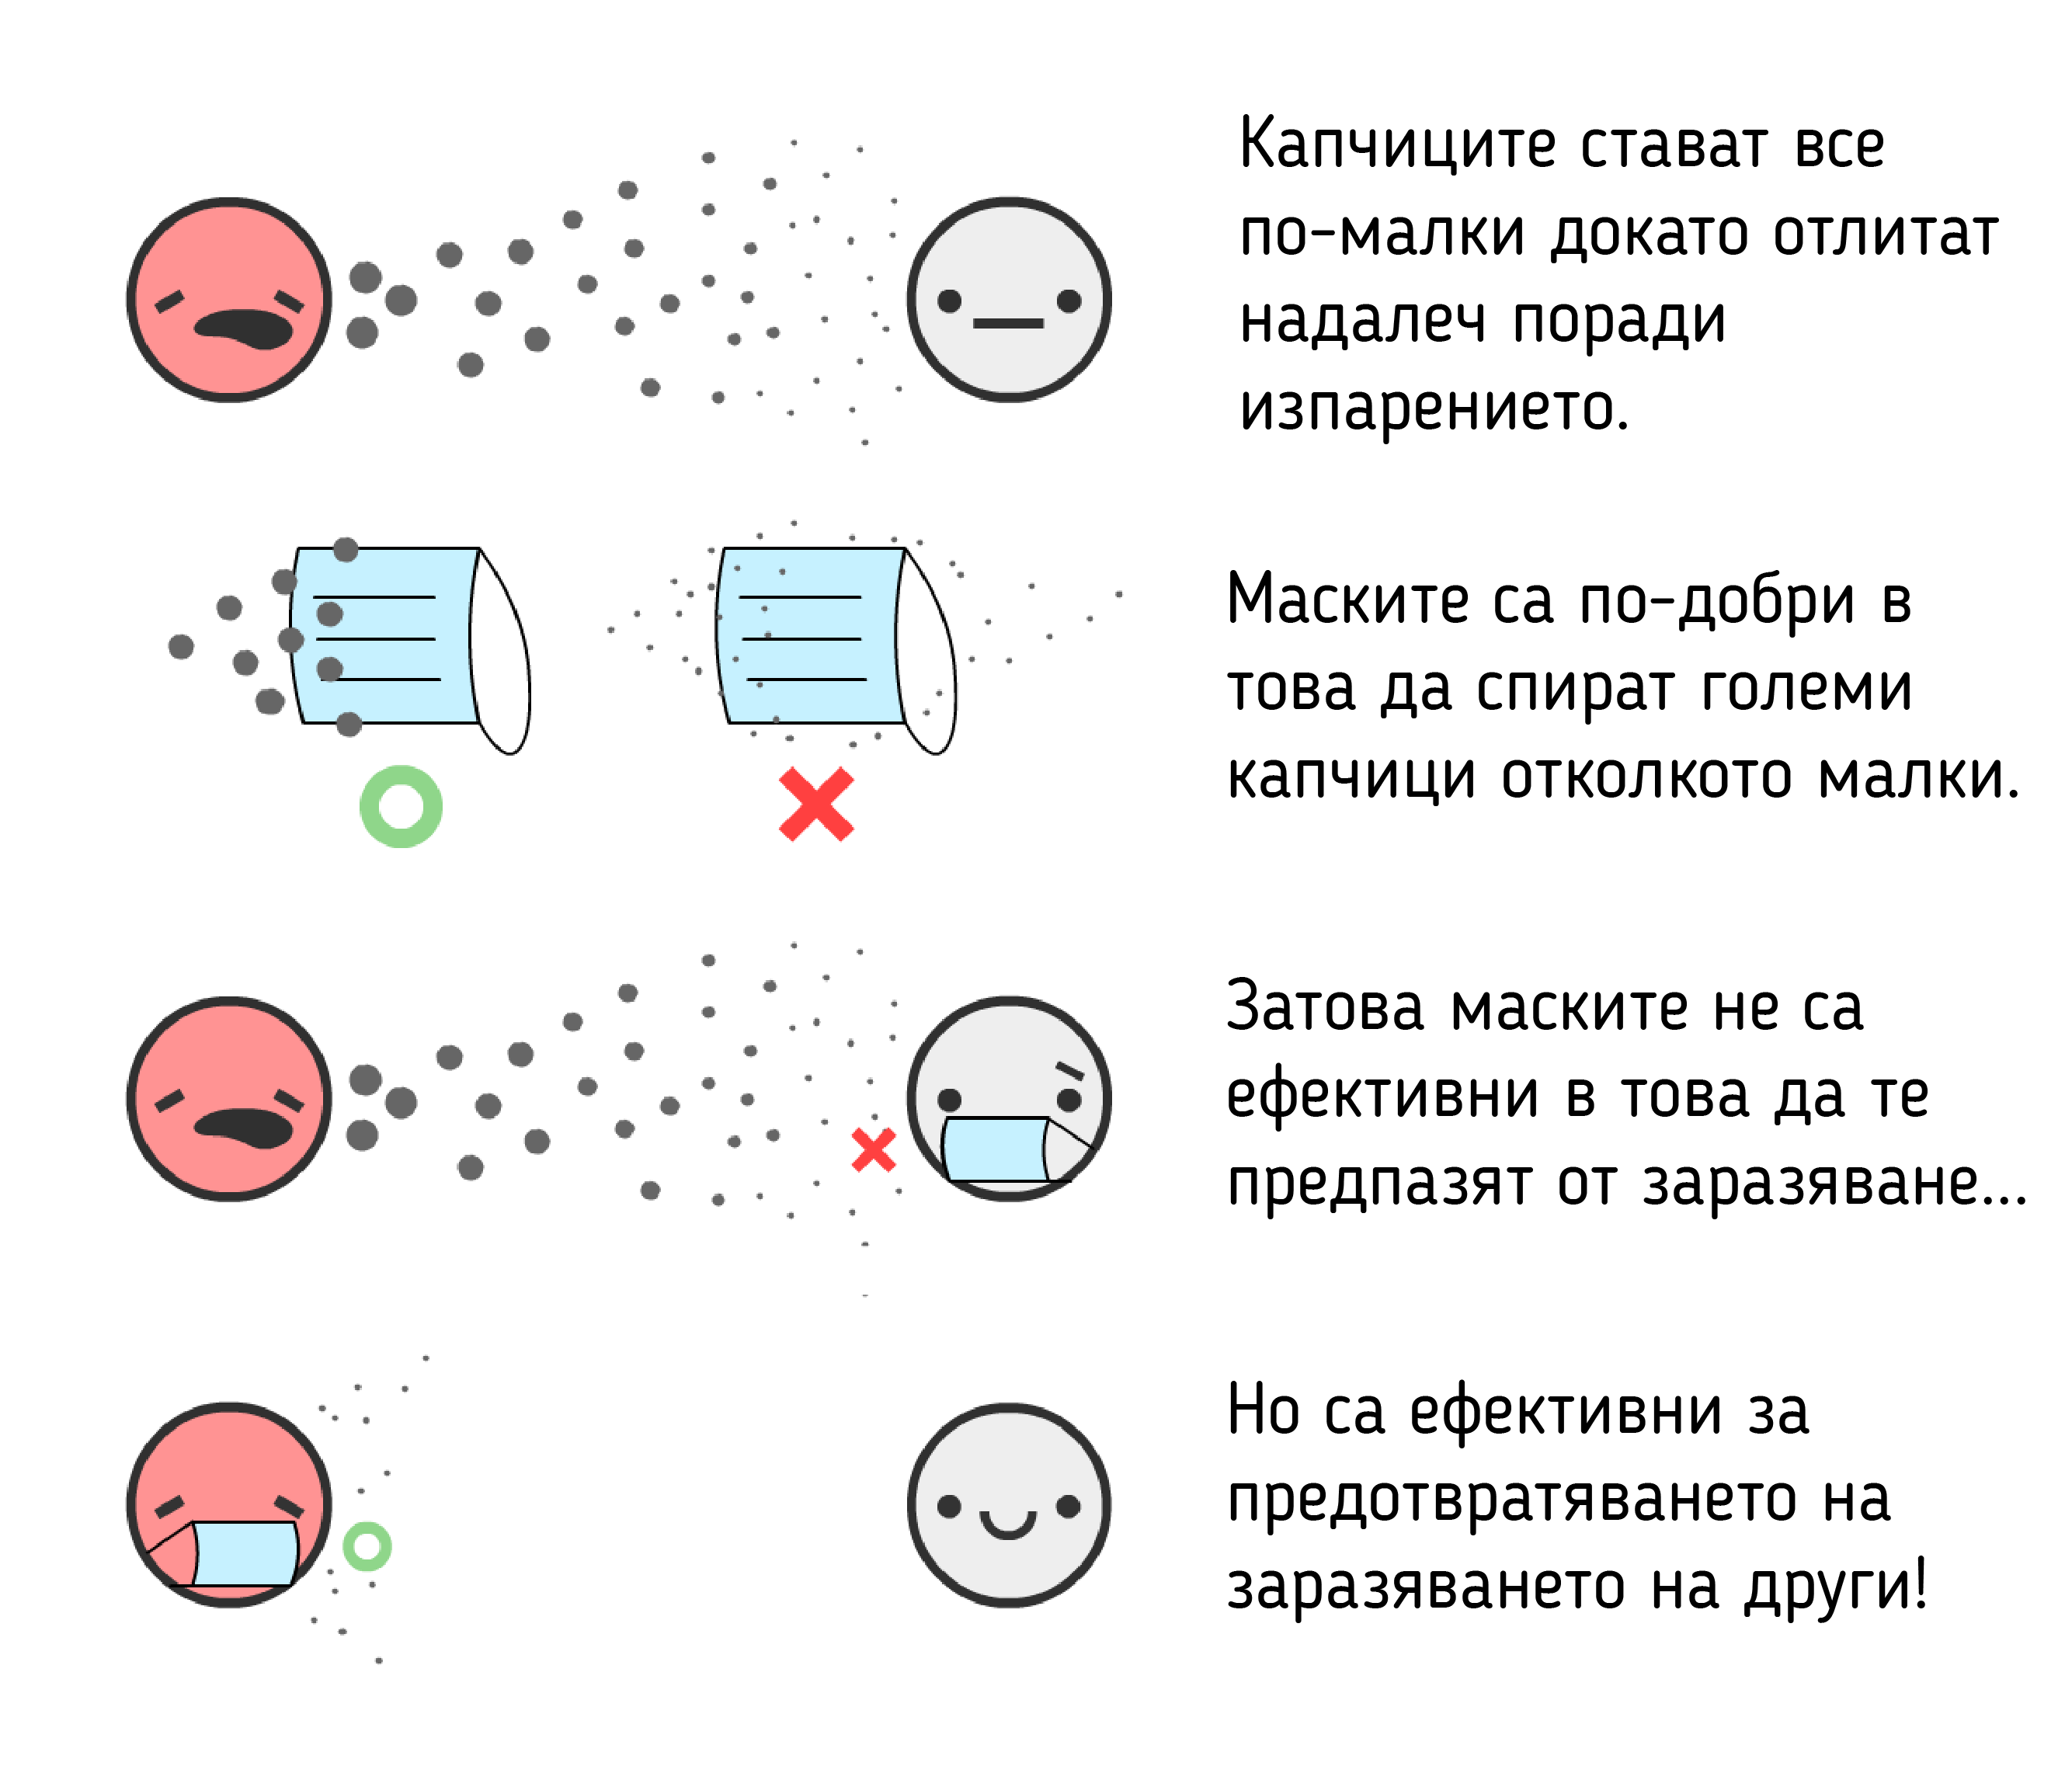 Капчиците стават все
по-малки докато отлитат
надалеч поради
изпарението.
Маските са по-добри в
това да спират големи
капчици отколкото малки.
Затова маските не са
ефективни в това да те
предпазят от заразяване...
Но са ефективни за
предотвратяването на
заразяването на други!